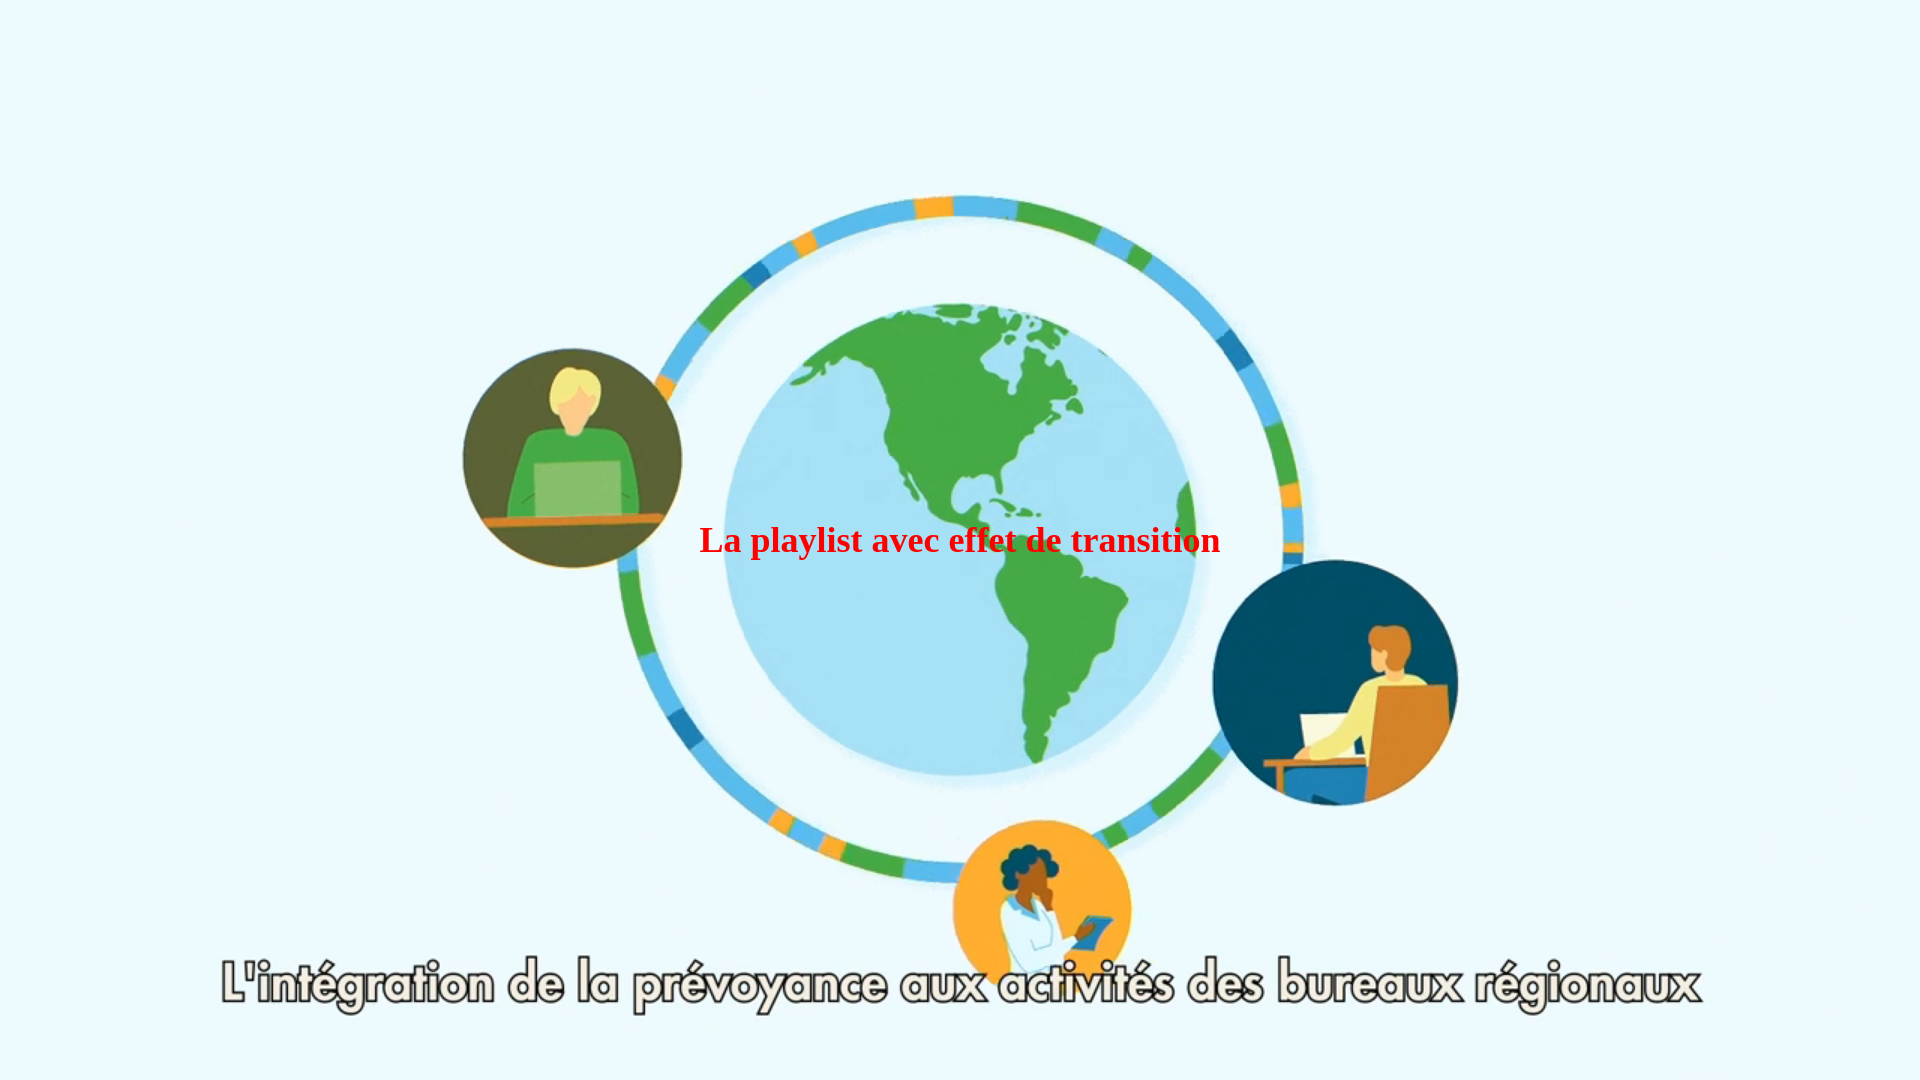 La playlist avec effet de transition
L'intégration de la prévoyance aux activités des bureaux régionaux